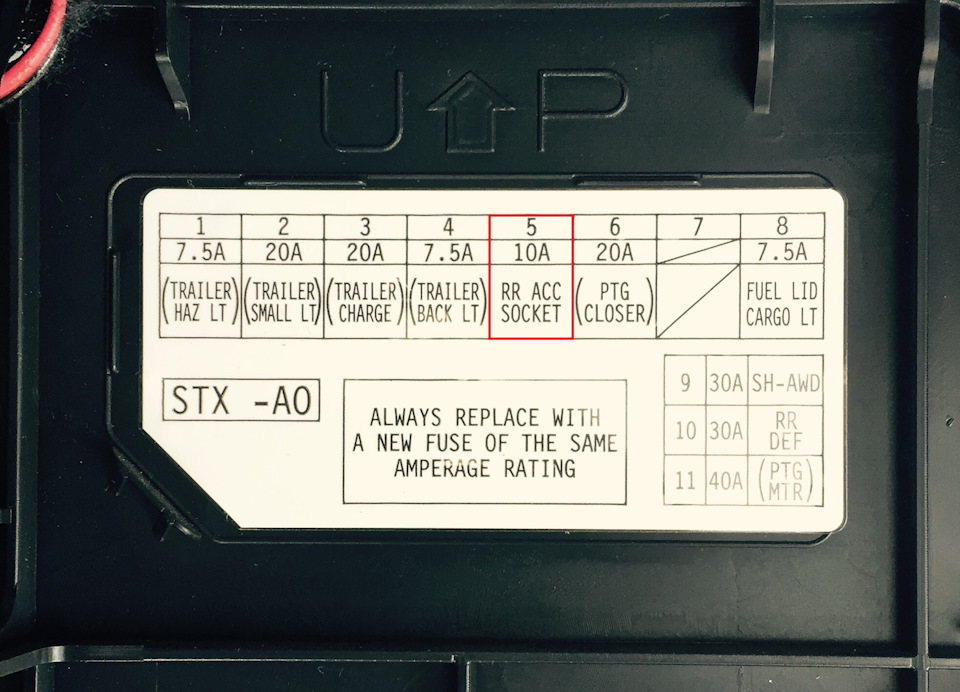 U P
1 2 3 4 5 6 7 8
7.5A 20A 20A 7.5A 10A 20A 7.5A
(TRAILER HAZ LT) (TRAILER SMALL LT) (TRAILER CHARGE) (TRAILER BACK LT) RR ACC SOCKET (PTG CLOSER) FUEL LID CARGO LT
STX -A0
ALWAYS REPLACE WITH
A NEW FUSE OF THE SAME
AMPERAGE RATING
9 30A SH-AWD
10 30A RR DEF
11 40A (PTG MTR)